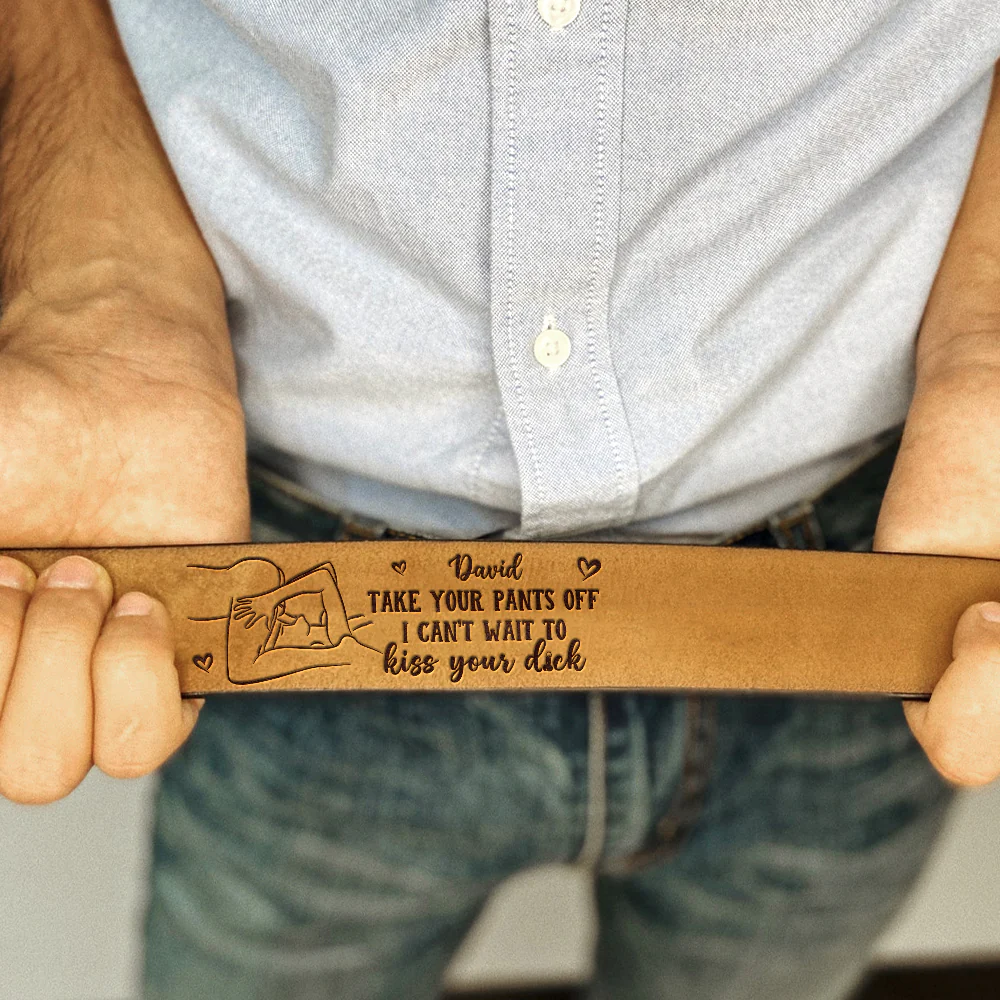 David
TAKE YOUR PANTS OFF
I CAN'T WAIT TO
kiss your dick